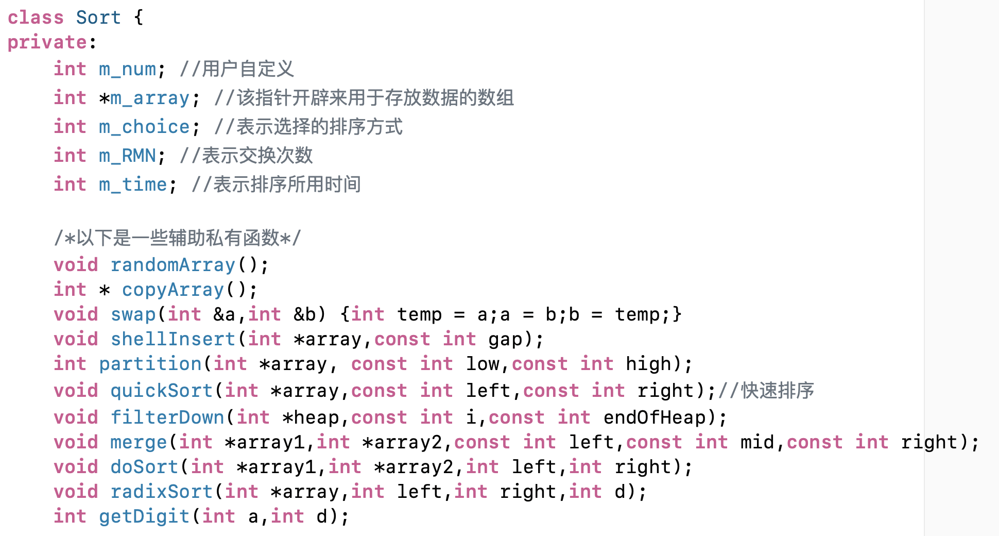 class Sort {
private:
    int m_num; //用户自定义
    int *m_array; //该指针开辟来用于存放数据的数组
    int m_choice; //表示选择的排序方式
    int m_RMN; //表示交换次数
    int m_time; //表示排序所用时间

    /*以下是一些辅助私有函数*/
    void randomArray();
    int * copyArray();
    void swap(int &a,int &b) {int temp = a;a = b;b = temp;}
    void shellInsert(int *array,const int gap);
    int partition(int *array, const int low,const int high);
    void quickSort(int *array,const int left,const int right);//快速排序
    void filterDown(int *heap,const int i,const int endOfHeap);
    void merge(int *array1,int *array2,const int left,const int mid,const int right);
    void doSort(int *array1,int *array2,int left,int right);
    void radixSort(int *array,int left,int right,int d);
    int getDigit(int a,int d);